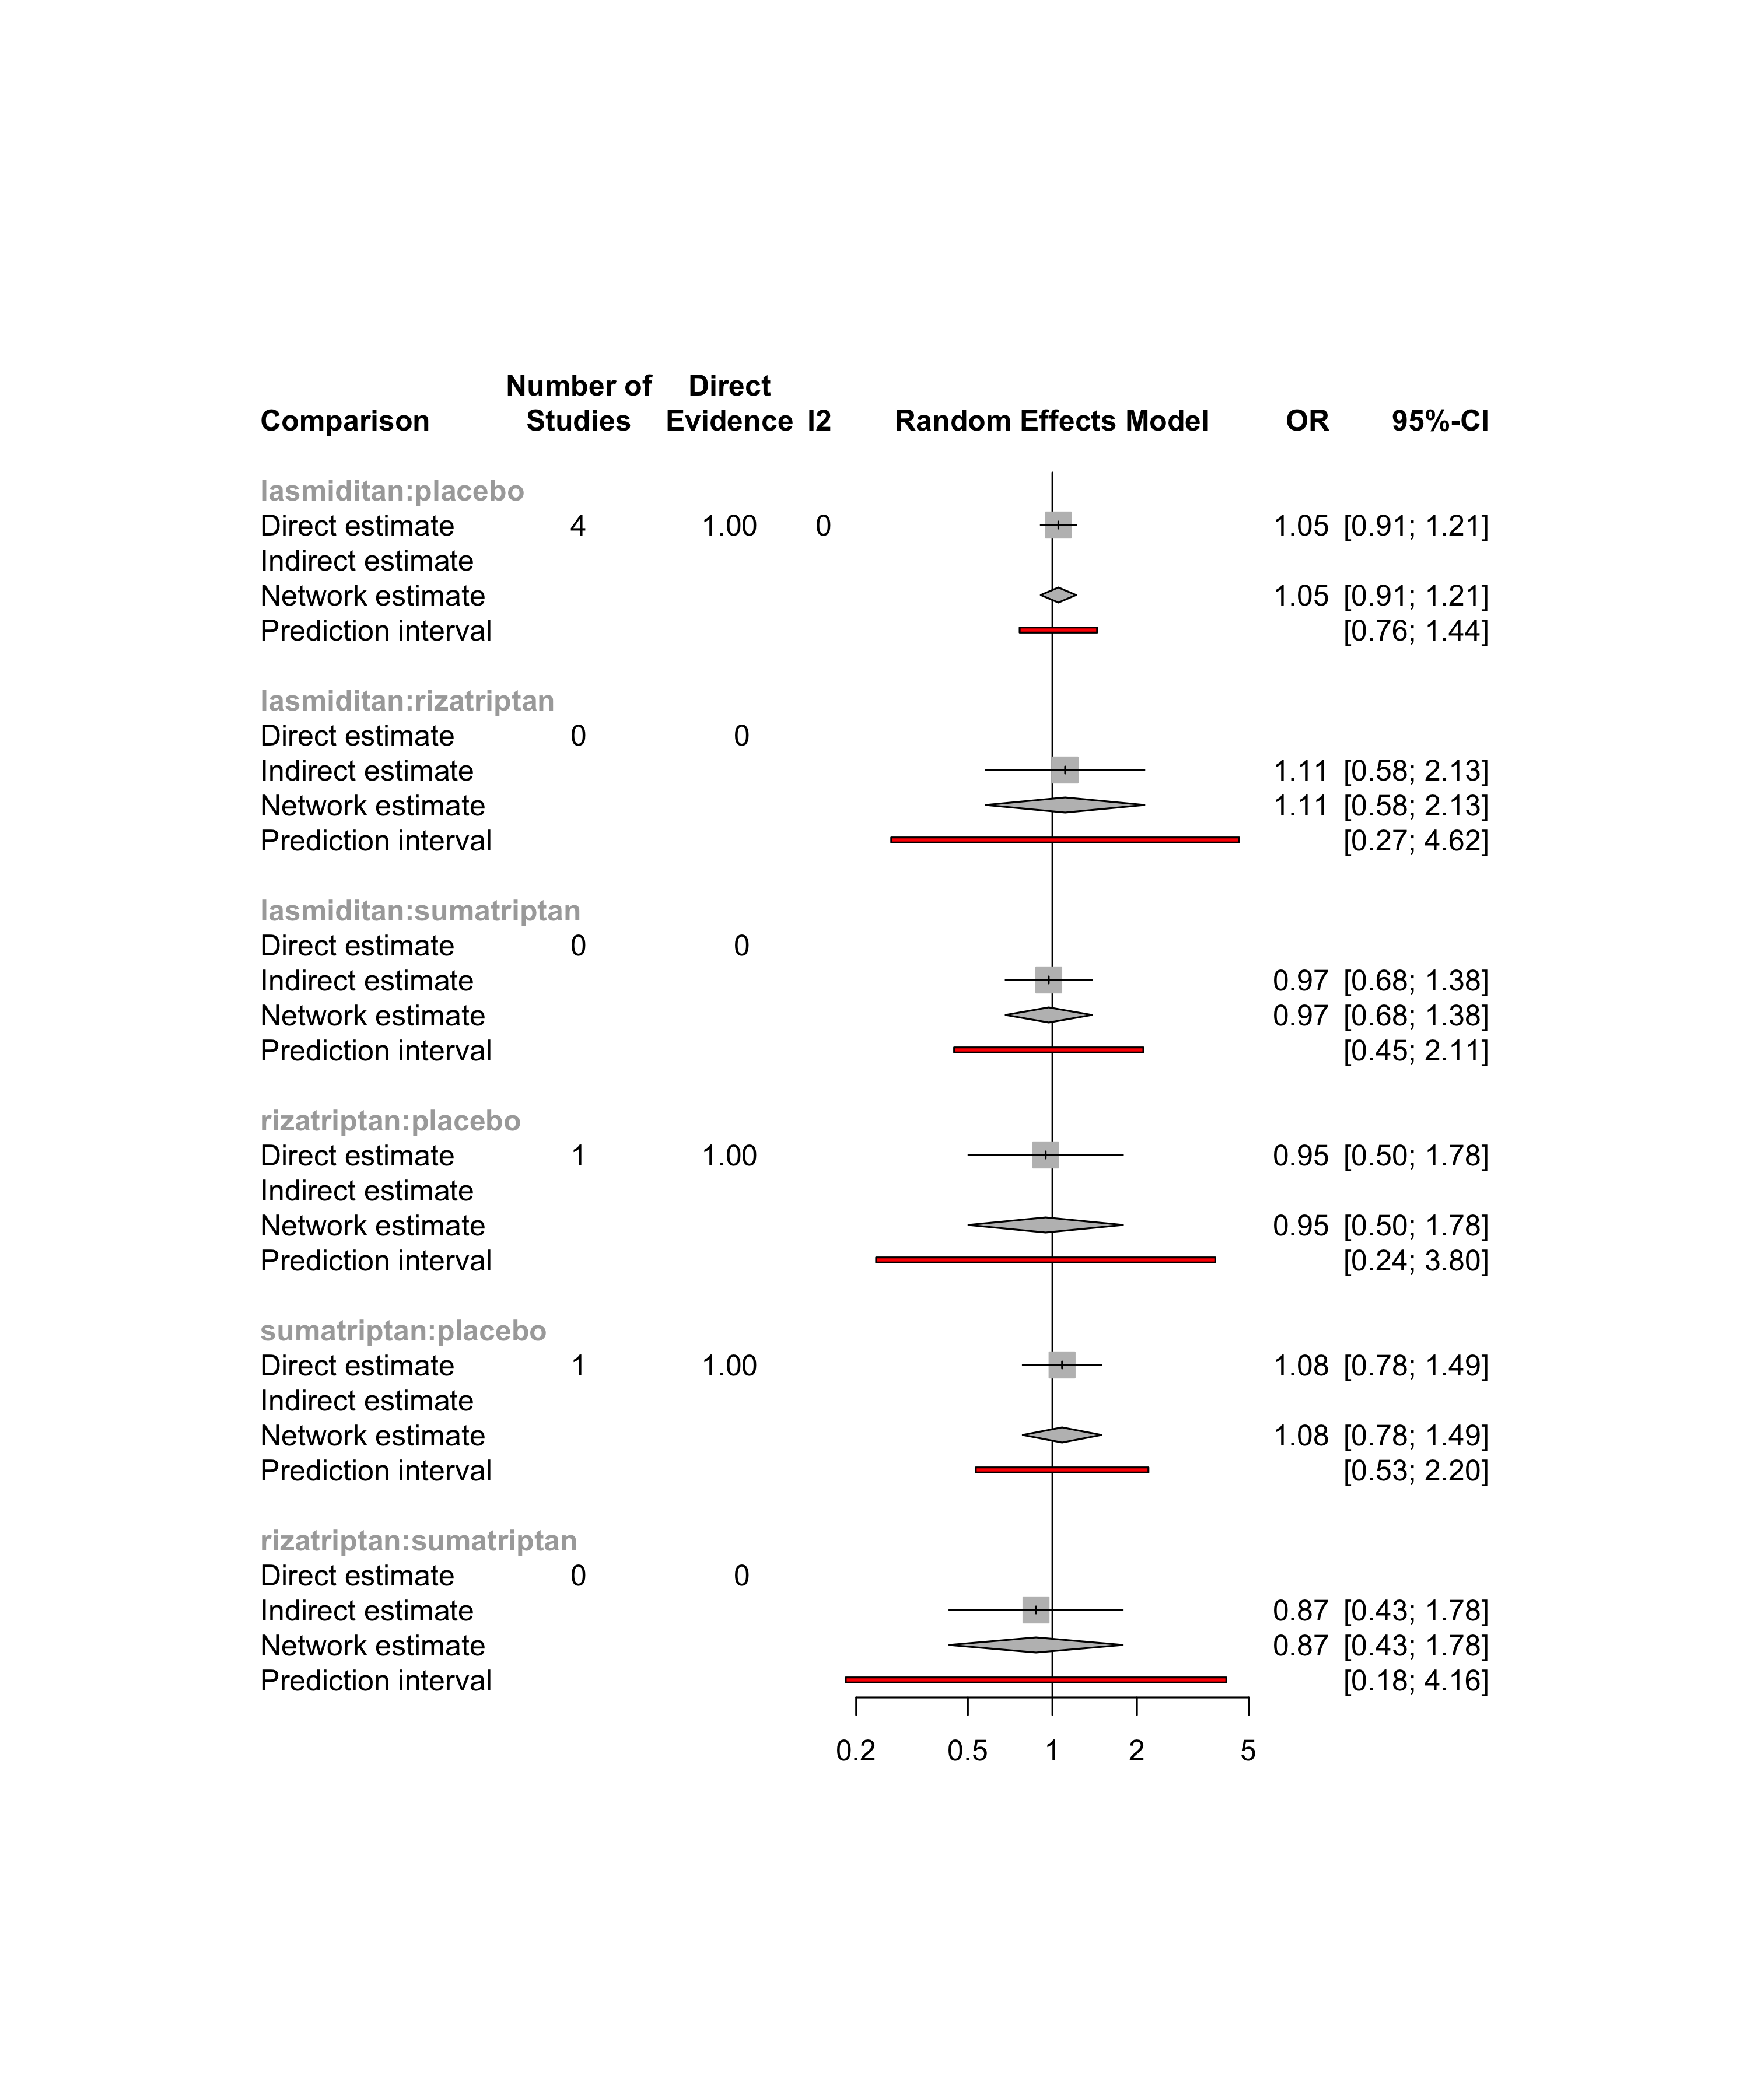 Number of Direct
Comparison Studies Evidence I2 Random Effects Model OR 95%-CI
lasmiditan:placebo
Direct estimate 4 1.00 0 1.05 [0.91; 1.21]
Indirect estimate
Network estimate 1.05 [0.91; 1.21]
Prediction interval [0.76; 1.44]
lasmiditan:rizatriptan
Direct estimate 0 0
Indirect estimate 1.11 [0.58; 2.13]
Network estimate 1.11 [0.58; 2.13]
Prediction interval [0.27; 4.62]
lasmiditan:sumatriptan
Direct estimate 0 0
Indirect estimate 0.97 [0.68; 1.38]
Network estimate 0.97 [0.68; 1.38]
Prediction interval [0.45; 2.11]
rizatriptan:placebo
Direct estimate 1 1.00 0.95 [0.50; 1.78]
Indirect estimate
Network estimate 0.95 [0.50; 1.78]
Prediction interval [0.24; 3.80]
sumatriptan:placebo
Direct estimate 1 1.00 1.08 [0.78; 1.49]
Indirect estimate
Network estimate 1.08 [0.78; 1.49]
Prediction interval [0.53; 2.20]
rizatriptan:sumatriptan
Direct estimate 0 0
Indirect estimate 0.87 [0.43; 1.78]
Network estimate 0.87 [0.43; 1.78]
Prediction interval [0.18; 4.16]
0.2 0.5 1 2 5